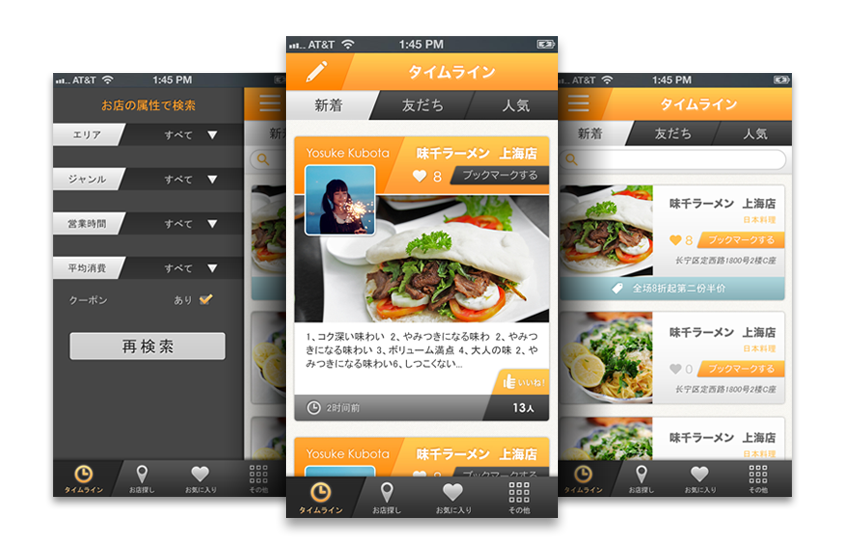 AT&T 1:45 PM
お店の属性で検索
エリア すべて ▼
ジャンル すべて ▼
営業時間 すべて ▼
平均消費 すべて ▼
クーポン あり
再検索
タイムライン お店探し お気に入り その他
AT&T 1:45 PM
タイムライン
新着 友だち 人気
Yosuke Kubota 味千ラーメン 上海店
8 ブックマークする
1、コク深い味わい 2、やみつきになる味わ 2、やみつ
きになる味わい 3、ボリューム満点 4、大人の味 2、や
みつきになる味わい6、しつこくない...
いいね!
2时间前 13人
Yosuke Kubota 味千ラーメン 上海店
8 ブックマークする
タイムライン お店探し お気に入り その他
AT&T 1:45 PM
タイムライン
新着 友だち 人気
味千ラーメン 上海店
日本料理
8 ブックマークする
长宁区定西路1800号2楼C座
全场8折起第二份半价
味千ラーメン 上海店
日本料理
0 ブックマークする
长宁区定西路1800号2楼C座
味千ラーメン 上海店
日本料理
タイムライン お店探し お気に入り その他